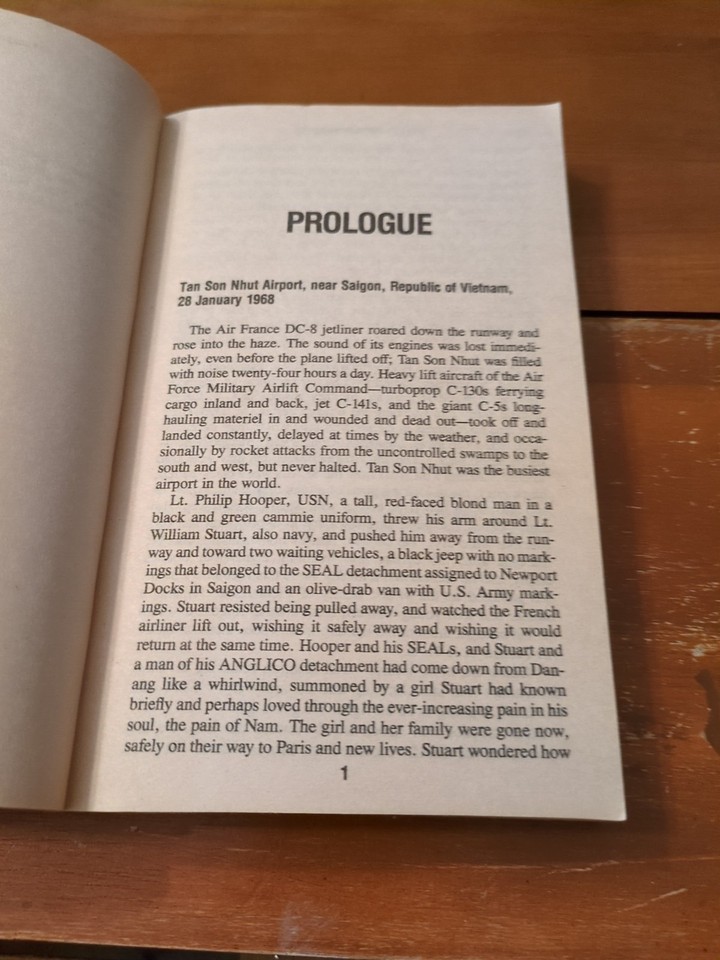 PROLOGUE
Tan Son Nhut Airport, near Saigon, Republic of Vietnam,
28 January 1968
The Air France DC-8 jetliner roared down the runway and
rose into the haze. The sound of its engines was lost immedi-
ately, even before the plane lifted off; Tan Son Nhut was filled
with noise twenty-four hours a day. Heavy lift aircraft of the Air
Force Military Airlift Command—turboprop C-130s ferrying
cargo inland and back, jet C-141s, and the giant C-5s long-
hauling materiel in and wounded and dead out—took off and
landed constantly, delayed at times by the weather, and occa-
sionally by rocket attacks from the uncontrolled swamps to the
south and west, but never halted. Tan Son Nhut was the busiest
airport in the world.
Lt. Philip Hooper, USN, a tall, red-faced blond man in a
black and green cammie uniform, threw his arm around Lt.
William Stuart, also navy, and pushed him away from the run-
way and toward two waiting vehicles, a black jeep with no mark-
ings that belonged to the SEAL detachment assigned to Newport
Docks in Saigon and an olive-drab van with U.S. Army mark-
ings. Stuart resisted being pulled away, and watched the French
airliner lift out, wishing it safely away and wishing it would
return at the same time. Hooper and his SEALs, and Stuart and
a man of his ANGLICO detachment had come down from Dan-
ang like a whirlwind, summoned by a girl Stuart had known
briefly and perhaps loved through the ever-increasing pain in his
soul, the pain of Nam. The girl and her family were gone now,
safely on their way to Paris and new lives. Stuart wondered how
1